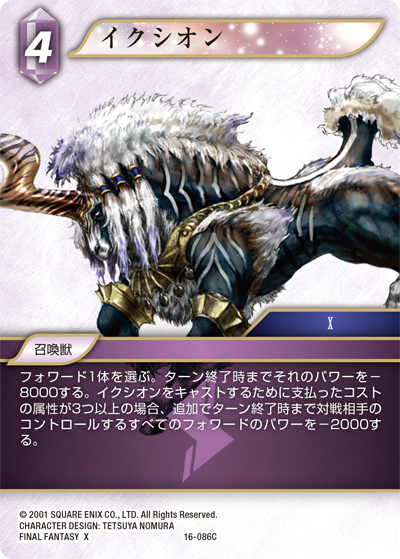 4
イクシオン
X
召喚獣
フォワード1体を選ぶ。ターン終了時までそれのパワーを－
8000する。イクシオンをキャストするために支払ったコスト
の属性が3つ以上の場合、追加でターン終了時まで対戦相手の
コントロールするすべてのフォワードのパワーを－2000す
る。
© 2001 SQUARE ENIX CO., LTD. All Rights Reserved.
CHARACTER DESIGN: TETSUYA NOMURA
FINAL FANTASY X 16-086C